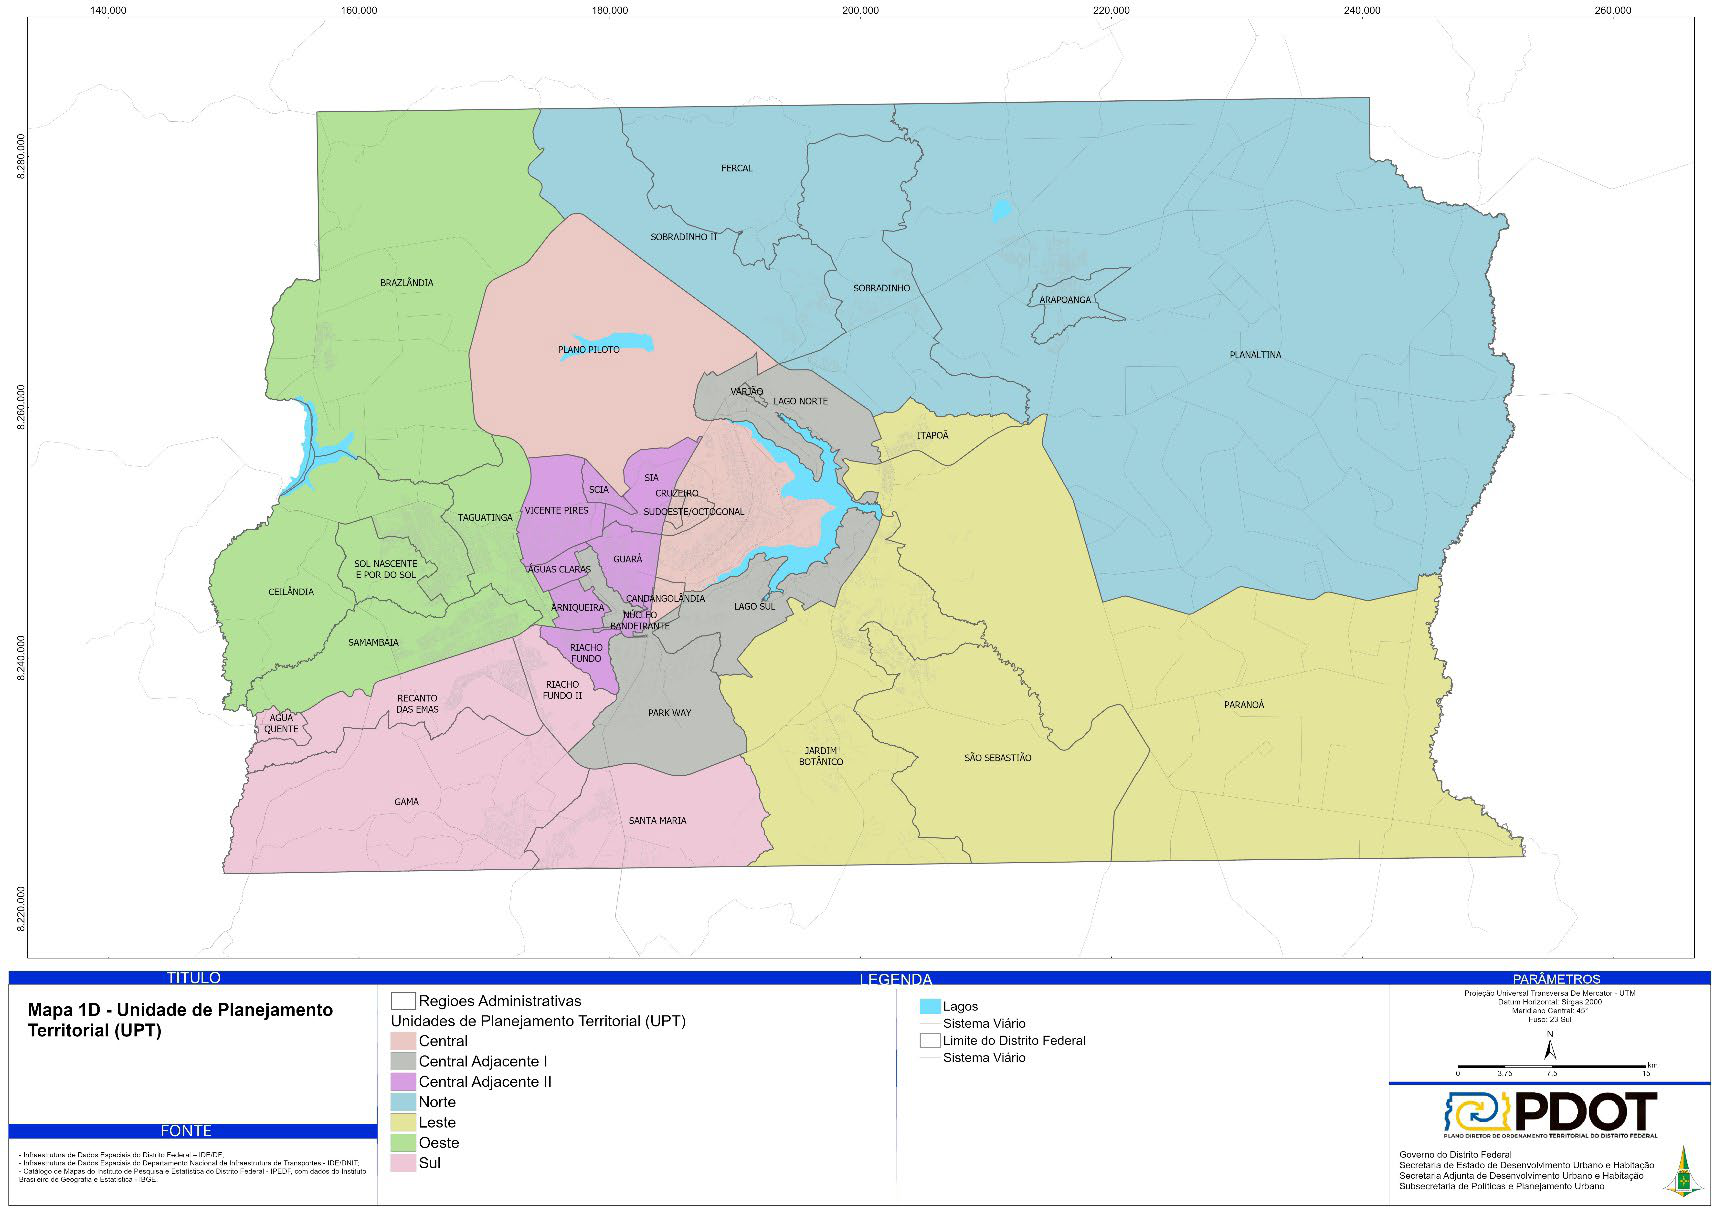 140.000 160.000 180.000 200.000 220.000 240.000 260.000
8.280.000
8.260.000
8.240.000
8.220.000
FERCAL
SOBRADINHO II
BRAZLÂNDIA
SOBRADINHO
ARAPOANGA
PLANO PILOTO
PLANALTINA
VARJÃO
LAGO NORTE
ITAPOÃ
SIA
SCIA
CRUZEIRO
VICENTE PIRES
SUDOESTE/OCTOGONAL
TAGUATINGA
GUARÁ
SOL NASCENTE
E POR DO SOL
ÁGUAS CLARAS
CEILÂNDIA
CANDANGOLÂNDIA
LAGO SUL
ARNIQUEIRA
NÚCLEO
BANDEIRANTE
SAMAMBAIA
RIACHO
FUNDO
RIACHO
FUNDO II
RECANTO
DAS EMAS
PARANOÁ
PARK WAY
ÁGUA
QUENTE
JARDIM
BOTÂNICO
SÃO SEBASTIÃO
GAMA
SANTA MARIA
TÍTULO
Mapa 1D - Unidade de Planejamento
Territorial (UPT)
FONTE
- Infraestrutura de Dados Espaciais do Distrito Federal – IDE/DF;
- Infraestrutura de Dados Espaciais do Departamento Nacional de Infraestrutura de Transportes - IDE/DNIT;
- Catálogo de Mapas do Instituto de Pesquisa e Estatística do Distrito Federal - IPEDF, com dados do Instituto
Brasileiro de Geografia e Estatística - IBGE.
LEGENDA
Regioes Administrativas
Unidades de Planejamento Territorial (UPT)
Central
Central Adjacente I
Central Adjacente II
Norte
Leste
Oeste
Sul
Lagos
Sistema Viário
Limite do Distrito Federal
Sistema Viário
PARÂMETROS
Projeção Universal Transversa De Mercator - UTM
Datum Horizontal: Sirgas 2000
Meridiano Central: 45°
Fuso: 23 Sul
N
0 3.75 7.5 15 km
PDOT
PLANO DIRETOR DE ORDENAMENTO TERRITORIAL DO DISTRITO FEDERAL
Governo do Distrito Federal
Secretaria de Estado de Desenvolvimento Urbano e Habitação
Secretaria Adjunta de Desenvolvimento Urbano e Habitação
Subsecretaria de Políticas e Planejamento Urbano